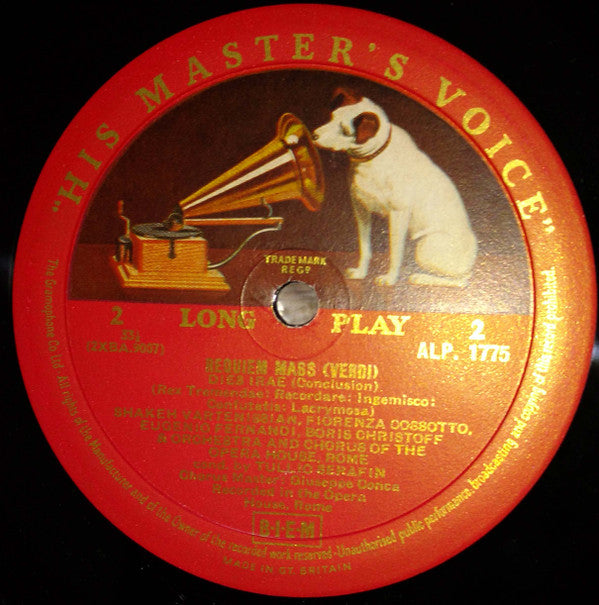 "HIS MASTER'S VOICE"
TRADE MARK
REGD
2 LONG PLAY 2
33⅓
(2XBA.9007) ALP. 1775
REQUIEM MASS (VERDI)
DIES IRAE (Conclusion)
(Rex Tremendae: Recordare: Ingemisco:
Confutatis: Lacrymosa)
SHAKEH VARTENISSIAN, FIORENZA COSSOTTO,
EUGENIO FERNANDI, BORIS CHRISTOFF
& ORCHESTRA AND CHORUS OF THE
OPERA HOUSE, ROME
cond. by TULLIO SERAFIN
Chorus Master: Giuseppe Conca
Recorded in the Opera
House, Rome
B·I·E·M
The Gramophone Co. Ltd. All rights of the Manufacturer and of the Owner of the recorded work reserved·Unauthorised public performance, broadcasting and copying of this record prohibited.
MADE IN GT. BRITAIN